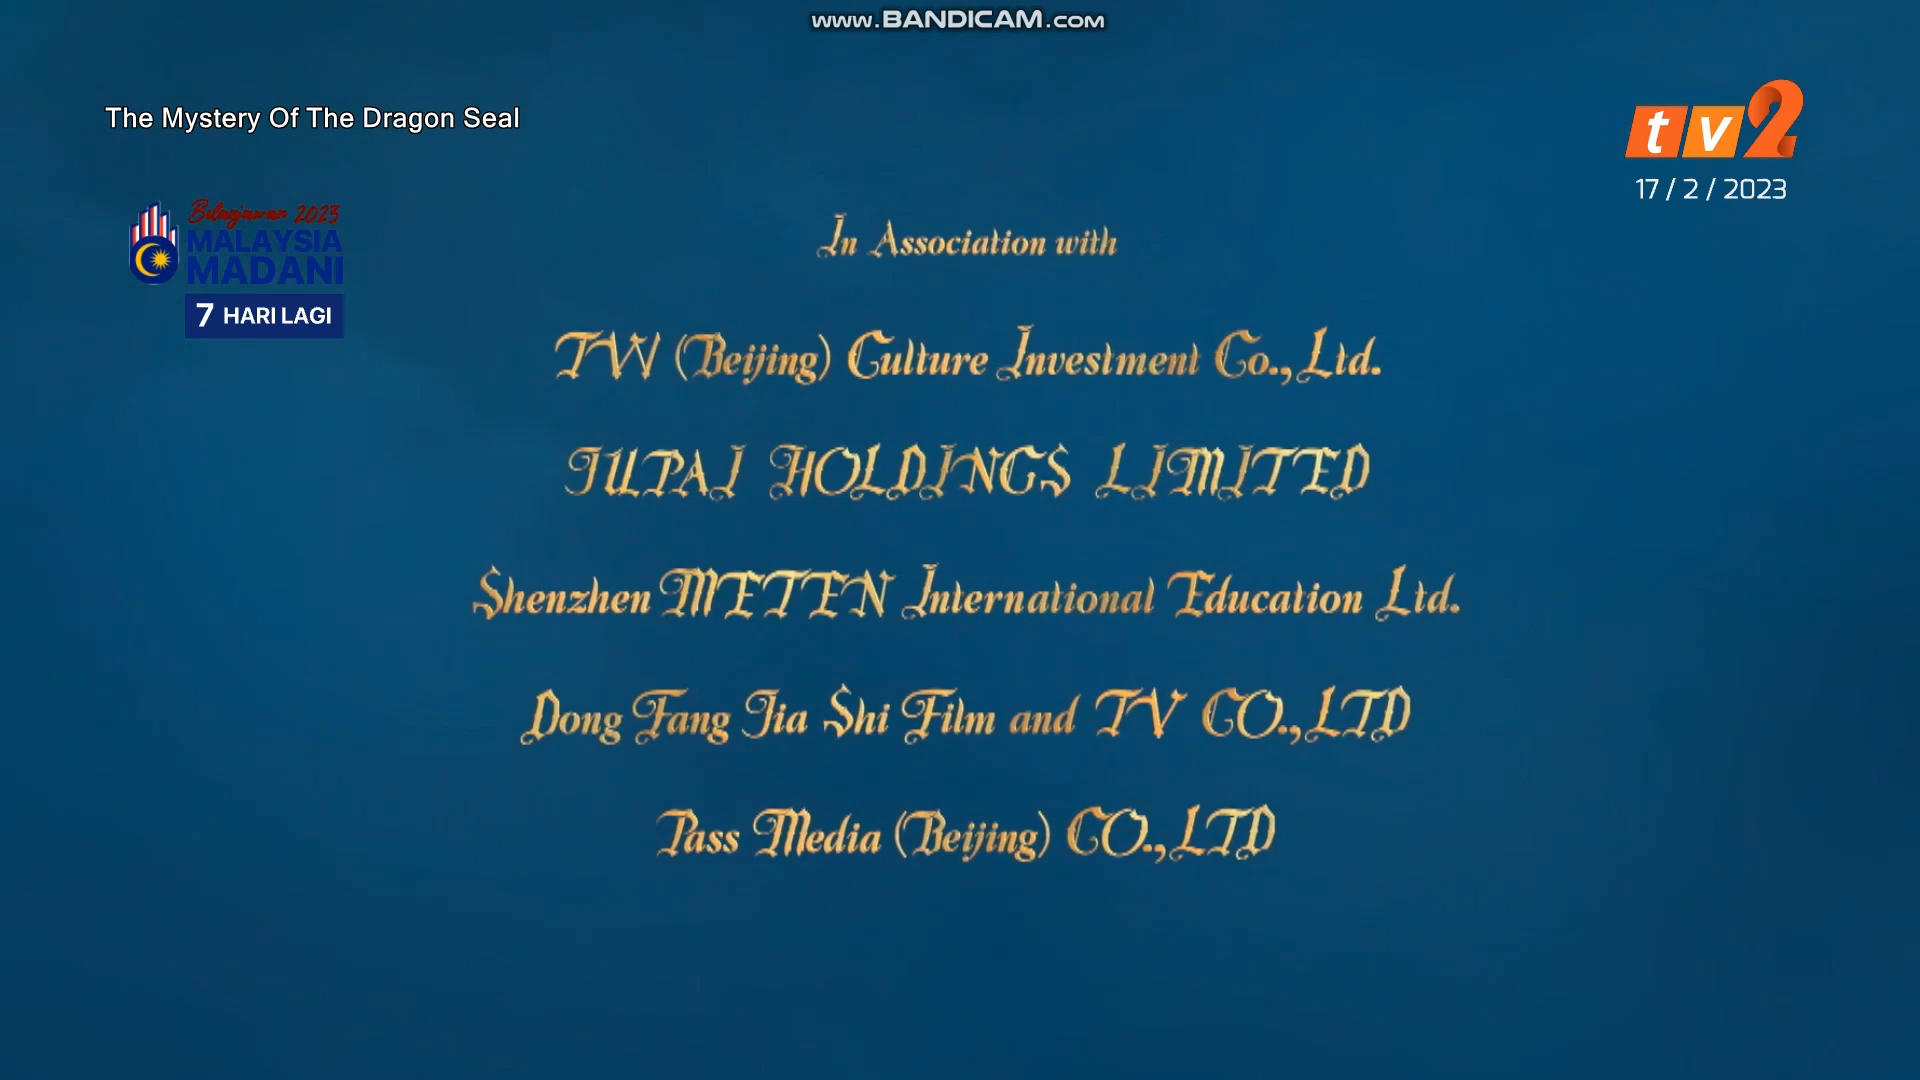 www.BANDICAM.com
The Mystery Of The Dragon Seal
tv2
17 / 2 / 2023
Belanjawan 2023
MALAYSIA
MADANI
7 HARI LAGI
In Association with
TW (Beijing) Culture Investment Co.,Ltd.
JUPAI HOLDINGS LIMITED
Shenzhen METEN International Education Ltd.
Dong Fang Jia Shi Film and TV CO.,LTD
Pass Media (Beijing) CO.,LTD